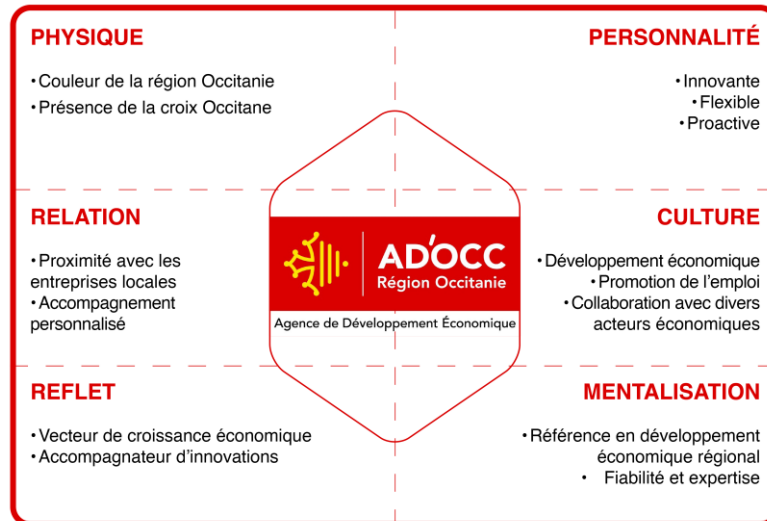 PHYSIQUE
• Couleur de la région Occitanie
• Présence de la croix Occitane
PERSONNALITÉ
• Innovante
• Flexible
• Proactive
RELATION
• Proximité avec les
entreprises locales
• Accompagnement
personnalisé
AD'OCC
Région Occitanie
Agence de Développement Économique
CULTURE
• Développement économique
• Promotion de l'emploi
• Collaboration avec divers
acteurs économiques
REFLET
• Vecteur de croissance économique
• Accompagnateur d'innovations
MENTALISATION
• Référence en développement
économique régional
• Fiabilité et expertise